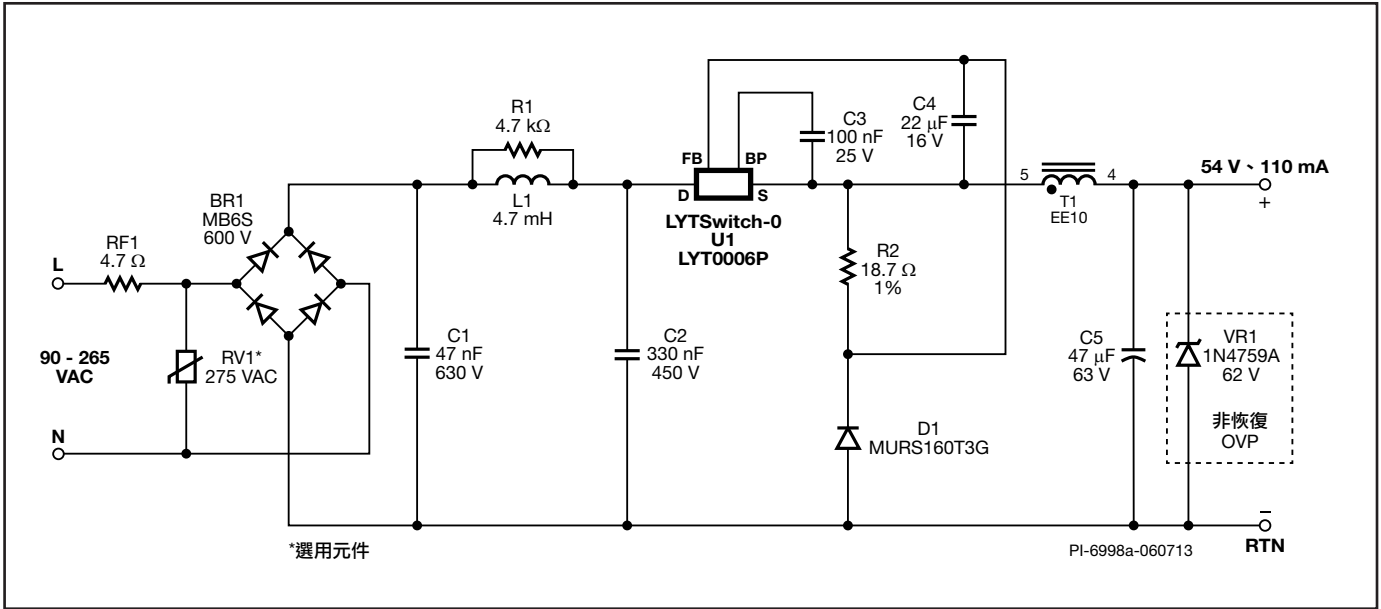 R1
4.7 kΩ
L1
4.7 mH
BR1
MB6S
600 V
RF1
4.7 Ω
L
90 - 265
VAC
RV1*
275 VAC
N
C1
47 nF
630 V
C2
330 nF
450 V
FB
BP
D
S
LYTSwitch-0
U1
LYT0006P
C3
100 nF
25 V
C4
22 µF
16 V
R2
18.7 Ω
1%
D1
MURS160T3G
5
4
T1
EE10
54 V、110 mA
+
C5
47 µF
63 V
VR1
1N4759A
62 V
非恢復
OVP
–
RTN
*選用元件
PI-6998a-060713